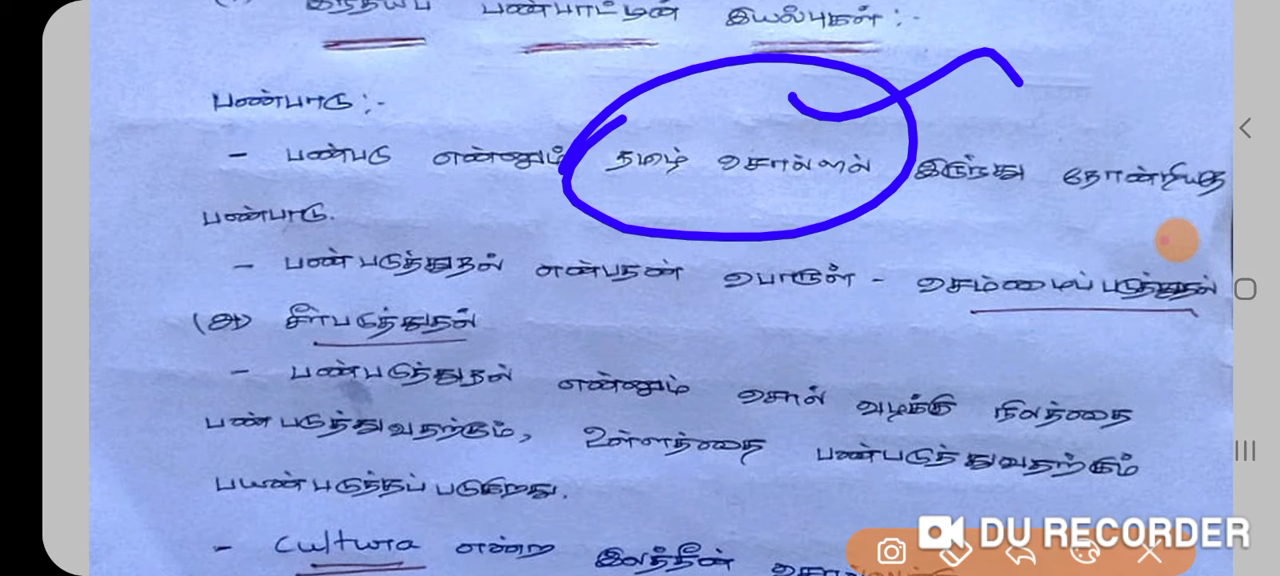 இந்தியப் பண்பாட்டின் இயல்புகள் :-
பண்பாடு :-
- பண்படு என்னும் தமிழ் சொல்லில் இருந்து தோன்றியது
பண்பாடு.
- பண்படுத்துதல் என்பதன் பொருள் - செம்மைப்படுத்துதல்
(அ) சீர்படுத்துதல்
- பண்படுத்துதல் என்னும் சொல் வழக்கு நிலத்தை
பண்படுத்துவதற்கும், உள்ளத்தை பண்படுத்துவதற்கும்
பயண்படுத்தப் படுகிறது.
- Cultura என்ற இலத்தீன்
DU RECORDER